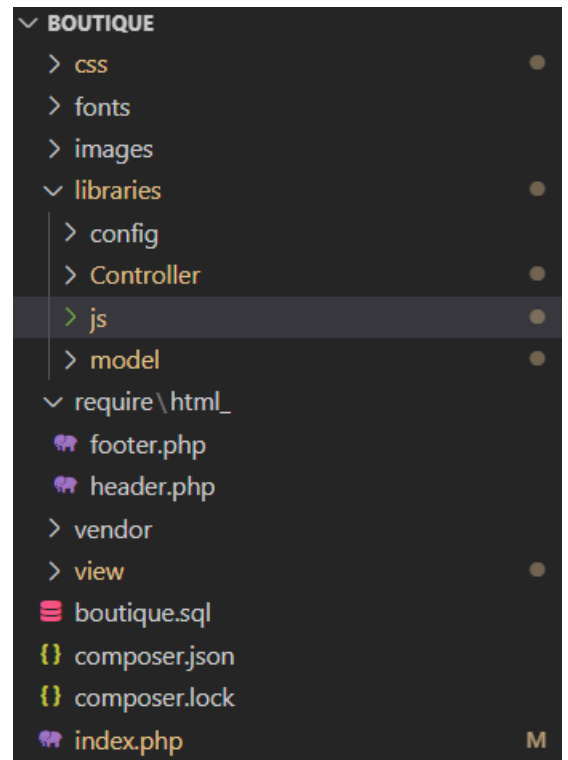 BOUTIQUE
css
fonts
images
libraries
config
Controller
js
model
require\html_
footer.php
header.php
vendor
view
boutique.sql
{} composer.json
{} composer.lock
index.php M